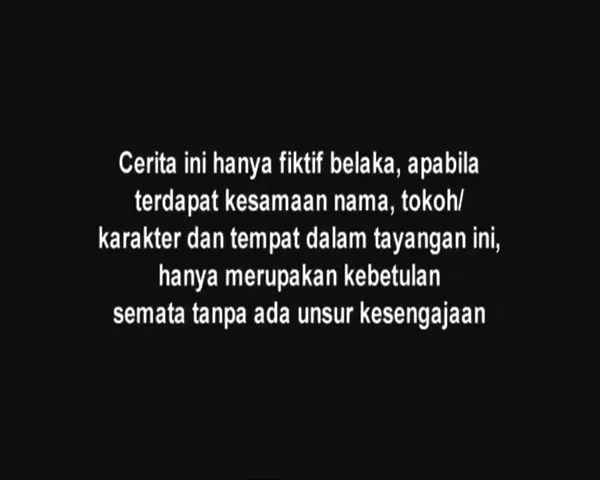 Cerita ini hanya fiktif belaka, apabila
terdapat kesamaan nama, tokoh/
karakter dan tempat dalam tayangan ini,
hanya merupakan kebetulan
semata tanpa ada unsur kesengajaan